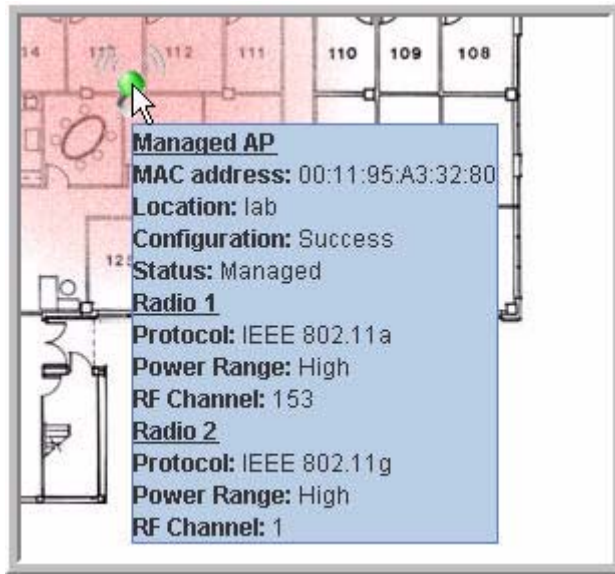 14 113 112 111 110 109 108
Managed AP
MAC address: 00:11:95:A3:32:80
Location: lab
Configuration: Success
Status: Managed
Radio 1
Protocol: IEEE 802.11a
Power Range: High
RF Channel: 153
Radio 2
Protocol: IEEE 802.11g
Power Range: High
RF Channel: 1